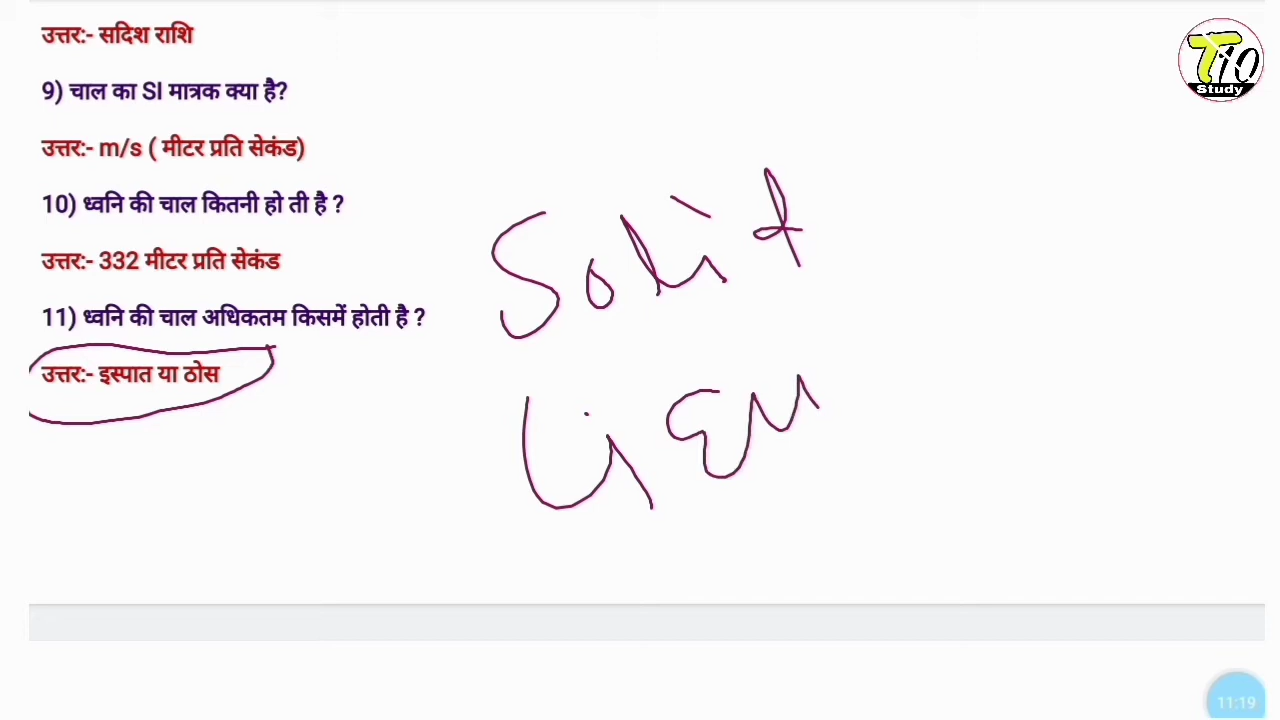 उत्तर:- सदिश राशि
T10
Study
9) चाल का SI मात्रक क्या है?
उत्तर:- m/s ( मीटर प्रति सेकंड)
10) ध्वनि की चाल कितनी हो ती है ?
उत्तर:- 332 मीटर प्रति सेकंड
11) ध्वनि की चाल अधिकतम किसमें होती है ?
उत्तर:- इस्पात या ठोस
Solid
11:19